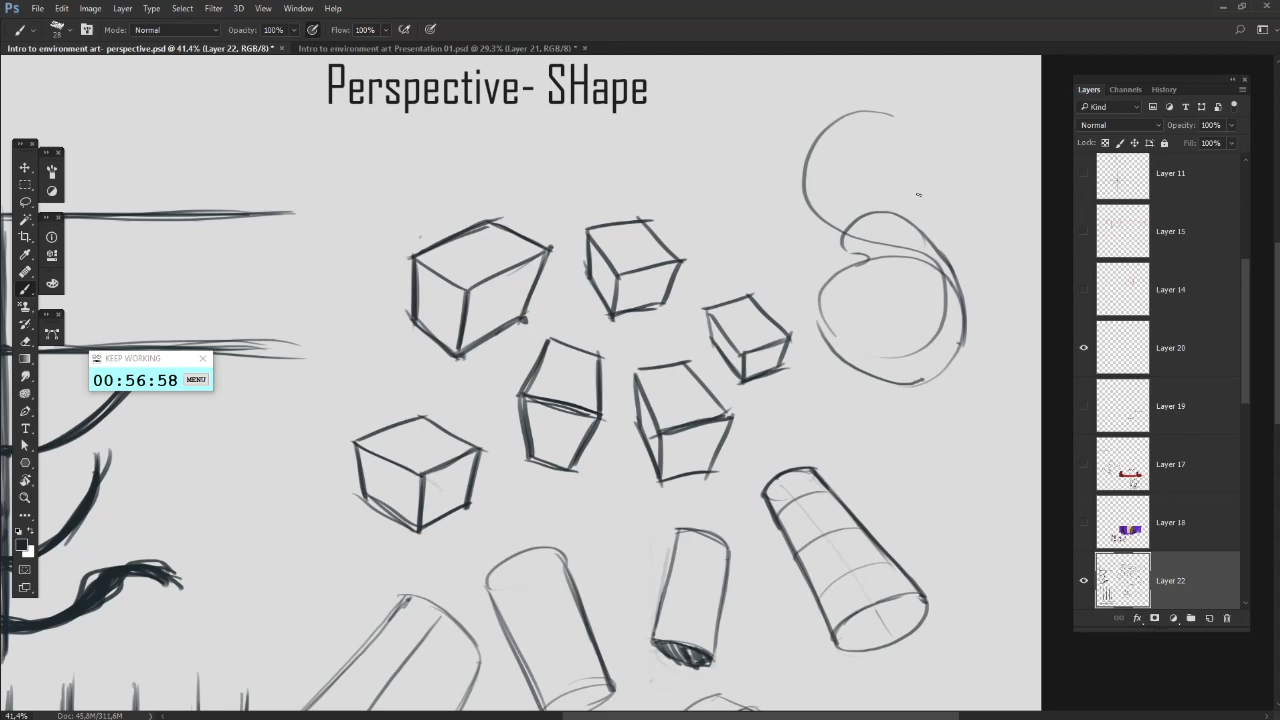 Ps File Edit Image Layer Type Select Filter 3D View Window Help
28 Mode: Normal Opacity: 100% Flow: 100%
Intro to environment art- perspective.psd @ 41,4% (Layer 22, RGB/8) * × Intro to environment art Presentation 01.psd @ 29,3% (Layer 21, RGB/8) * ×
Perspective- SHape
KEEP WORKING
00:56:58 MENU
Layers Channels History
Kind
Normal Opacity: 100%
Lock: Fill: 100%
Layer 11
Layer 15
Layer 14
Layer 20
Layer 19
Layer 17
Layer 18
Layer 22
fx
41,4% Doc: 45,8M/311,6M